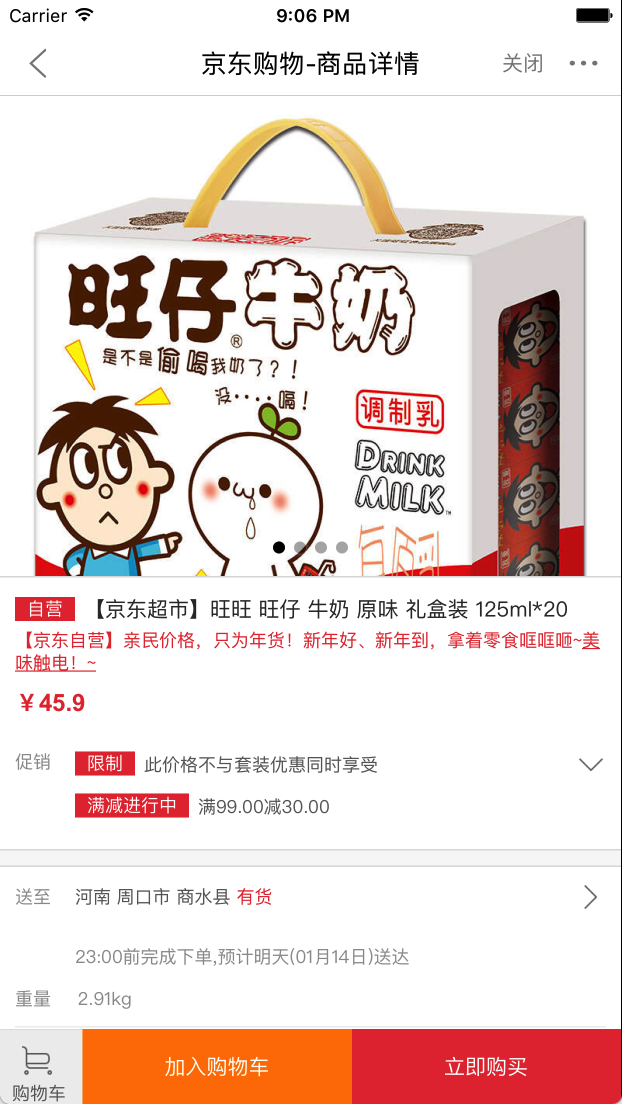 Carrier 9:06 PM
京东购物-商品详情 关闭
旺仔牛奶
®
是不是偷喝我奶了？！
没····嗝！
调制乳
DRINK
MILK
自营 【京东超市】旺旺 旺仔 牛奶 原味 礼盒装 125ml*20
【京东自营】亲民价格，只为年货！新年好、新年到，拿着零食哐哐咂~美
味触电！~
￥45.9
促销 限制 此价格不与套装优惠同时享受
满减进行中 满99.00减30.00
送至 河南 周口市 商水县 有货
23:00前完成下单,预计明天(01月14日)送达
重量 2.91kg
购物车 加入购物车 立即购买